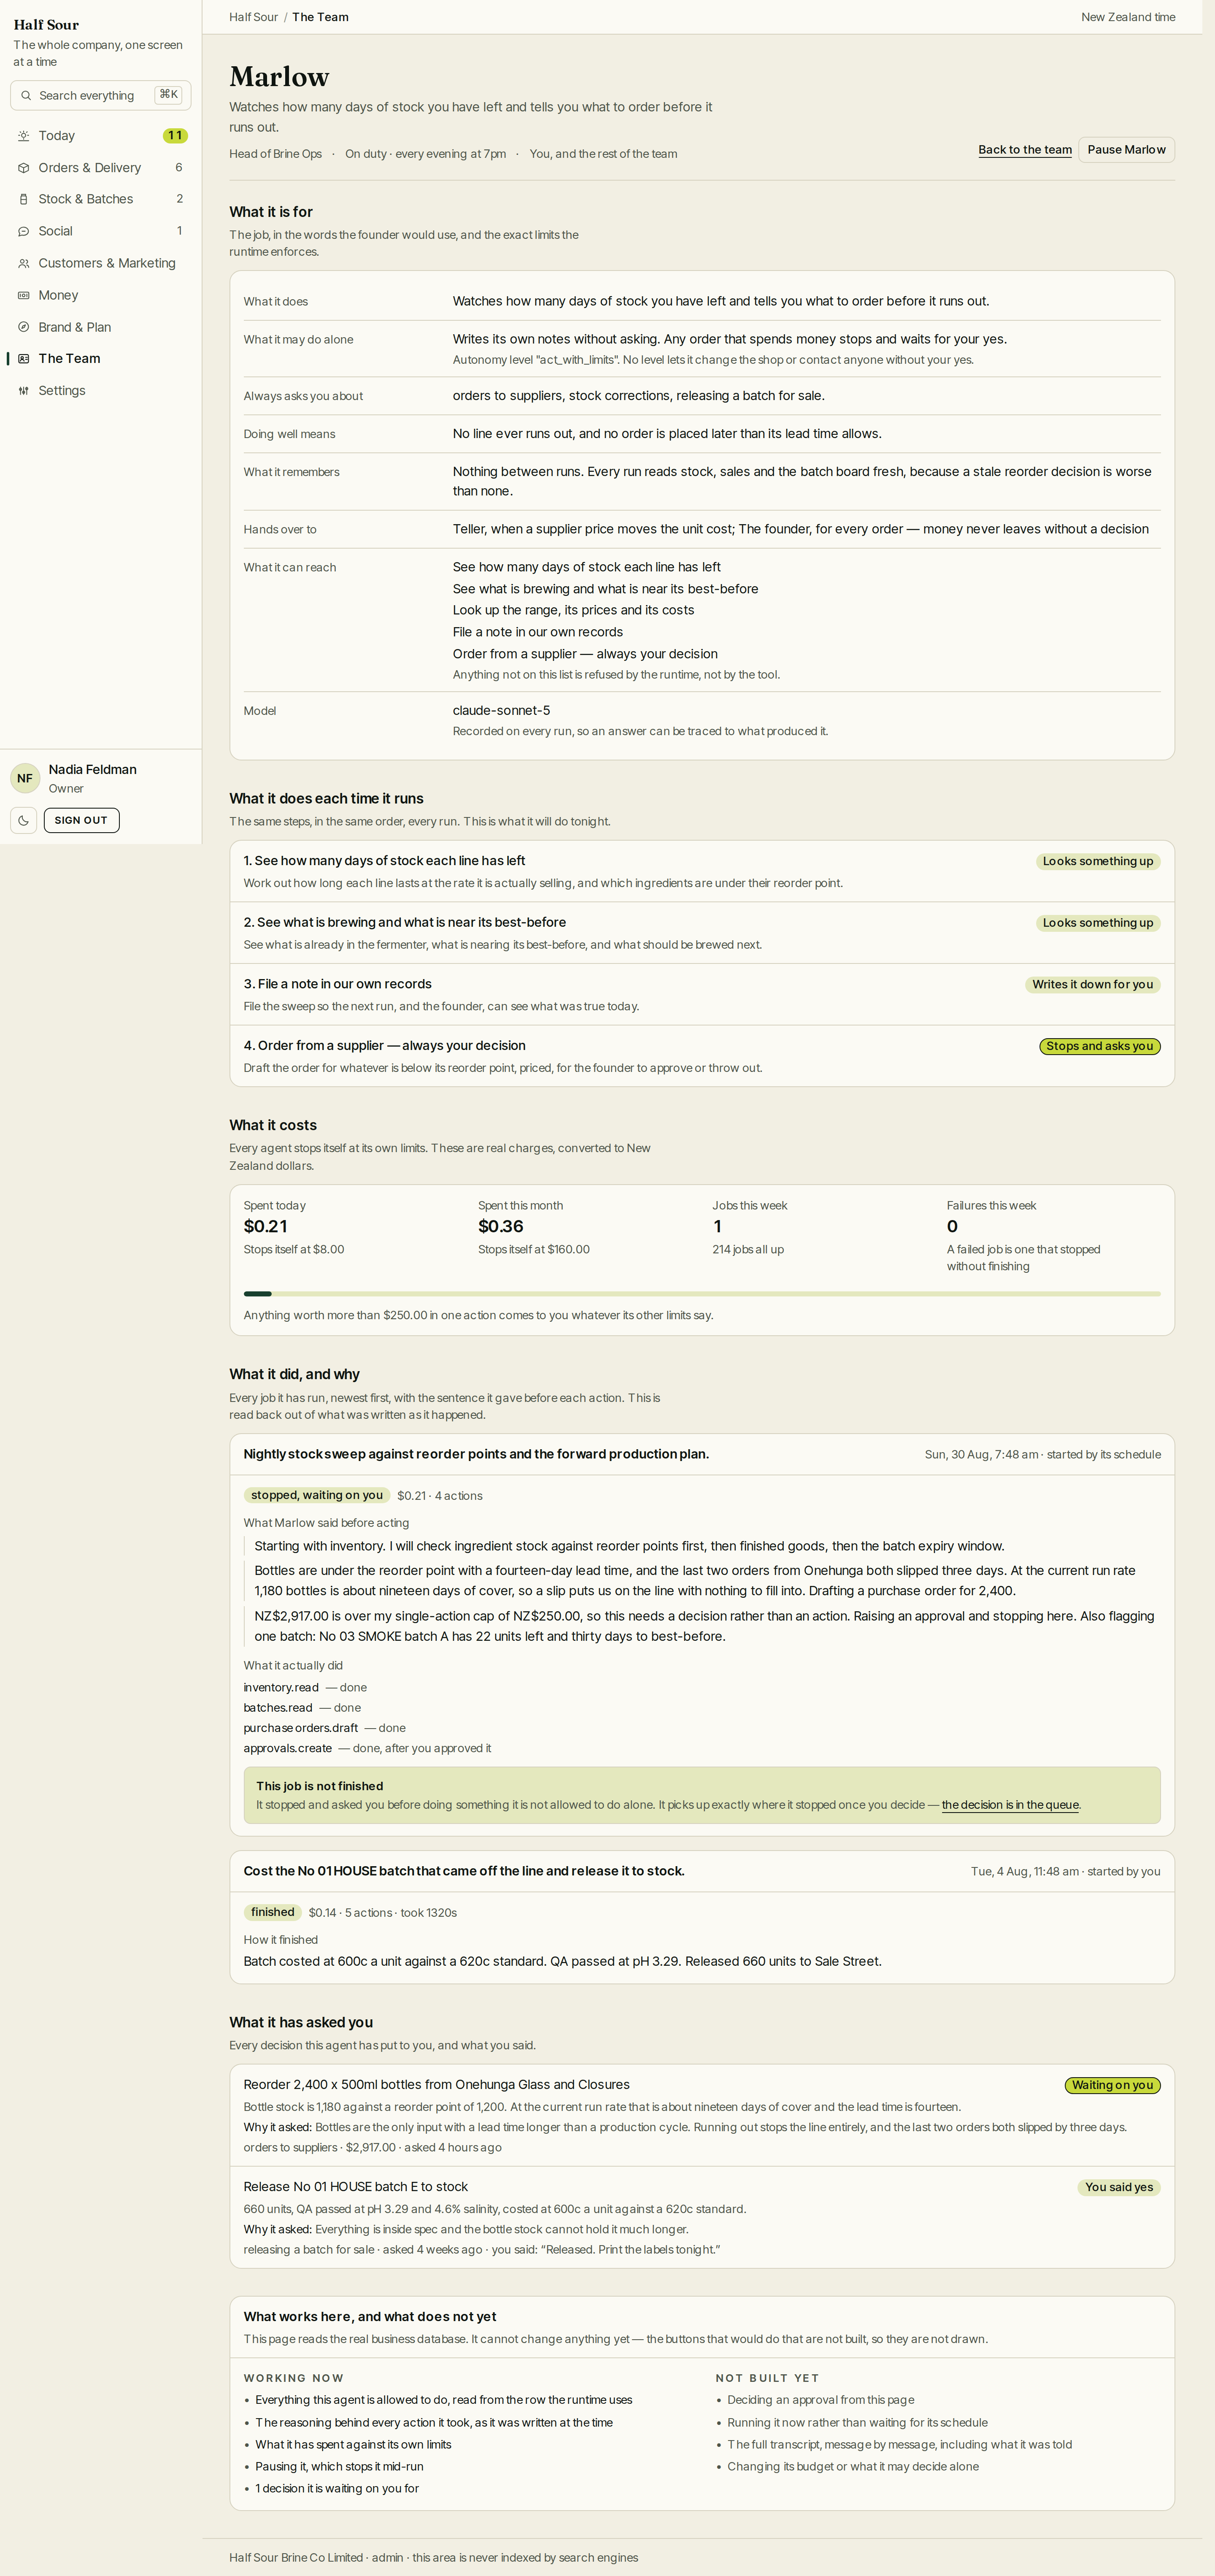 Half Sour
The whole company, one screen
at a time
Search everything ⌘K
Today 11
Orders & Delivery 6
Stock & Batches 2
Social 1
Customers & Marketing
Money
Brand & Plan
The Team
Settings
NF
Nadia Feldman
Owner
SIGN OUT
Half Sour / The Team
New Zealand time
Marlow
Watches how many days of stock you have left and tells you what to order before it
runs out.
Head of Brine Ops · On duty · every evening at 7pm · You, and the rest of the team
Back to the team
Pause Marlow
What it is for
The job, in the words the founder would use, and the exact limits the
runtime enforces.
What it does
Watches how many days of stock you have left and tells you what to order before it runs out.
What it may do alone
Writes its own notes without asking. Any order that spends money stops and waits for your yes.
Autonomy level "act_with_limits". No level lets it change the shop or contact anyone without your yes.
Always asks you about
orders to suppliers, stock corrections, releasing a batch for sale.
Doing well means
No line ever runs out, and no order is placed later than its lead time allows.
What it remembers
Nothing between runs. Every run reads stock, sales and the batch board fresh, because a stale reorder decision is worse
than none.
Hands over to
Teller, when a supplier price moves the unit cost; The founder, for every order — money never leaves without a decision
What it can reach
See how many days of stock each line has left
See what is brewing and what is near its best-before
Look up the range, its prices and its costs
File a note in our own records
Order from a supplier — always your decision
Anything not on this list is refused by the runtime, not by the tool.
Model
claude-sonnet-5
Recorded on every run, so an answer can be traced to what produced it.
What it does each time it runs
The same steps, in the same order, every run. This is what it will do tonight.
1. See how many days of stock each line has left
Looks something up
Work out how long each line lasts at the rate it is actually selling, and which ingredients are under their reorder point.
2. See what is brewing and what is near its best-before
Looks something up
See what is already in the fermenter, what is nearing its best-before, and what should be brewed next.
3. File a note in our own records
Writes it down for you
File the sweep so the next run, and the founder, can see what was true today.
4. Order from a supplier — always your decision
Stops and asks you
Draft the order for whatever is below its reorder point, priced, for the founder to approve or throw out.
What it costs
Every agent stops itself at its own limits. These are real charges, converted to New
Zealand dollars.
Spent today
$0.21
Stops itself at $8.00
Spent this month
$0.36
Stops itself at $160.00
Jobs this week
1
214 jobs all up
Failures this week
0
A failed job is one that stopped
without finishing
Anything worth more than $250.00 in one action comes to you whatever its other limits say.
What it did, and why
Every job it has run, newest first, with the sentence it gave before each action. This is
read back out of what was written as it happened.
Nightly stock sweep against reorder points and the forward production plan.
Sun, 30 Aug, 7:48 am · started by its schedule
stopped, waiting on you $0.21 · 4 actions
What Marlow said before acting
Starting with inventory. I will check ingredient stock against reorder points first, then finished goods, then the batch expiry window.
Bottles are under the reorder point with a fourteen-day lead time, and the last two orders from Onehunga both slipped three days. At the current run rate
1,180 bottles is about nineteen days of cover, so a slip puts us on the line with nothing to fill into. Drafting a purchase order for 2,400.
NZ$2,917.00 is over my single-action cap of NZ$250.00, so this needs a decision rather than an action. Raising an approval and stopping here. Also flagging
one batch: No 03 SMOKE batch A has 22 units left and thirty days to best-before.
What it actually did
inventory.read — done
batches.read — done
purchase orders.draft — done
approvals.create — done, after you approved it
This job is not finished
It stopped and asked you before doing something it is not allowed to do alone. It picks up exactly where it stopped once you decide — the decision is in the queue.
Cost the No 01 HOUSE batch that came off the line and release it to stock.
Tue, 4 Aug, 11:48 am · started by you
finished $0.14 · 5 actions · took 1320s
How it finished
Batch costed at 600c a unit against a 620c standard. QA passed at pH 3.29. Released 660 units to Sale Street.
What it has asked you
Every decision this agent has put to you, and what you said.
Reorder 2,400 x 500ml bottles from Onehunga Glass and Closures
Waiting on you
Bottle stock is 1,180 against a reorder point of 1,200. At the current run rate that is about nineteen days of cover and the lead time is fourteen.
Why it asked: Bottles are the only input with a lead time longer than a production cycle. Running out stops the line entirely, and the last two orders both slipped by three days.
orders to suppliers · $2,917.00 · asked 4 hours ago
Release No 01 HOUSE batch E to stock
You said yes
660 units, QA passed at pH 3.29 and 4.6% salinity, costed at 600c a unit against a 620c standard.
Why it asked: Everything is inside spec and the bottle stock cannot hold it much longer.
releasing a batch for sale · asked 4 weeks ago · you said: “Released. Print the labels tonight.”
What works here, and what does not yet
This page reads the real business database. It cannot change anything yet — the buttons that would do that are not built, so they are not drawn.
WORKING NOW
• Everything this agent is allowed to do, read from the row the runtime uses
• The reasoning behind every action it took, as it was written at the time
• What it has spent against its own limits
• Pausing it, which stops it mid-run
• 1 decision it is waiting on you for
NOT BUILT YET
• Deciding an approval from this page
• Running it now rather than waiting for its schedule
• The full transcript, message by message, including what it was told
• Changing its budget or what it may decide alone
Half Sour Brine Co Limited · admin · this area is never indexed by search engines